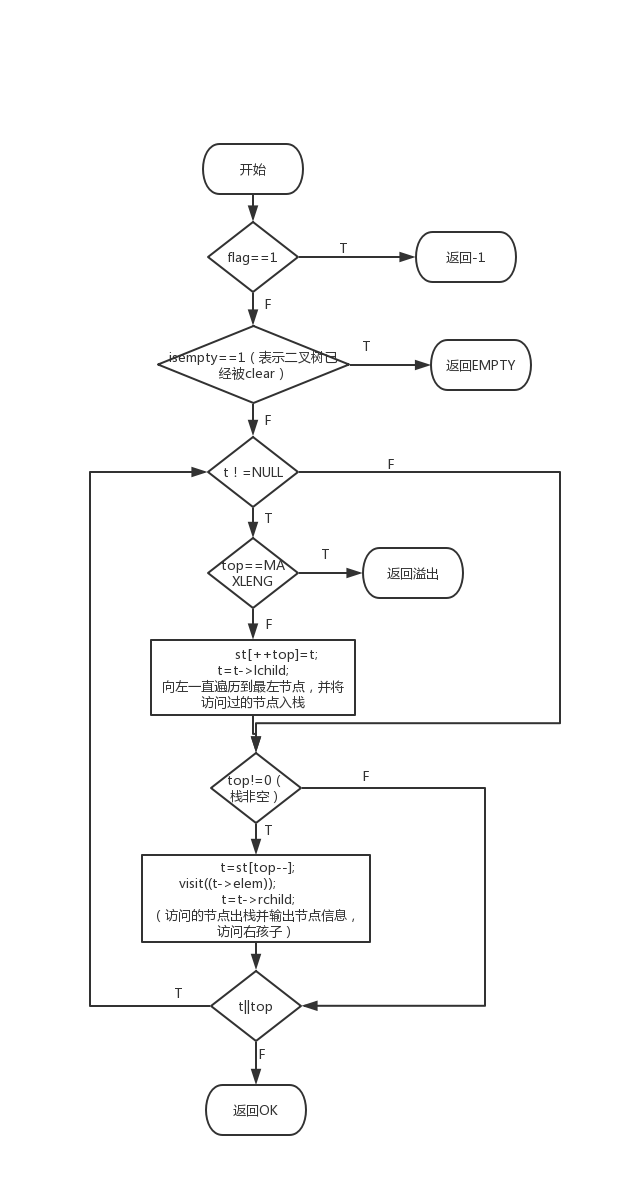 开始
flag==1
T
返回-1
F
isempty==1（表示二叉树已
经被clear）
T
返回EMPTY
F
t！=NULL
F
T
top==MA
XLENG
T
返回溢出
F
st[++top]=t;
t=t->lchild;
向左一直遍历到最左节点，并将
访问过的节点入栈
top!=0（
栈非空）
F
T
t=st[top--];
visit((t->elem));
t=t->rchild;
（访问的节点出栈并输出节点信息，
访问右孩子）
T
t||top
F
返回OK